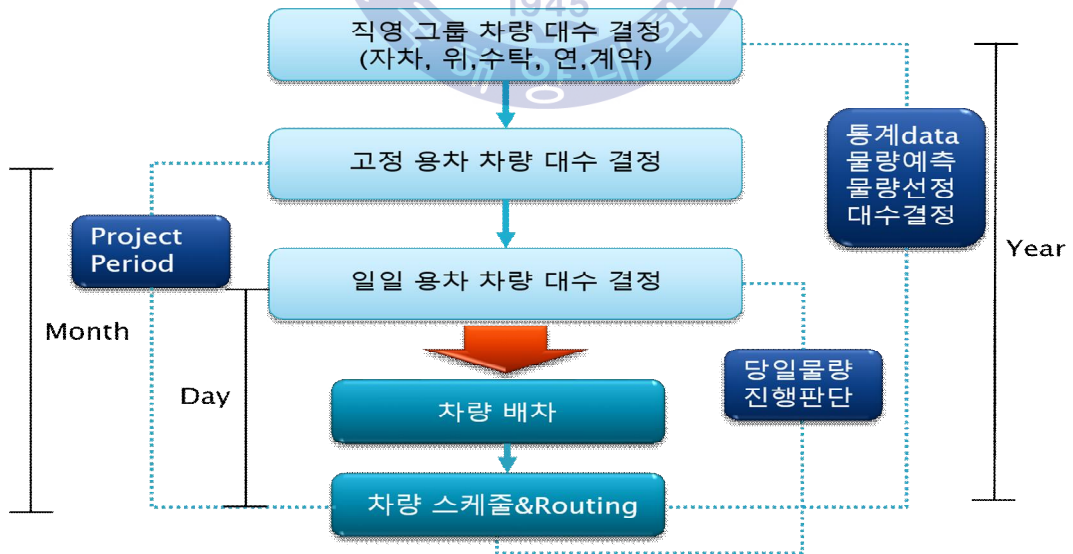 1945
직영 그룹 차량 대수 결정
(자차, 위,수탁, 연,계약)
통계data
물량예측
물량선정
대수결정
고정 용차 차량 대수 결정
Project
Period
Year
일일 용차 차량 대수 결정
Month
당일물량
진행판단
Day
차량 배차
차량 스케줄&Routing